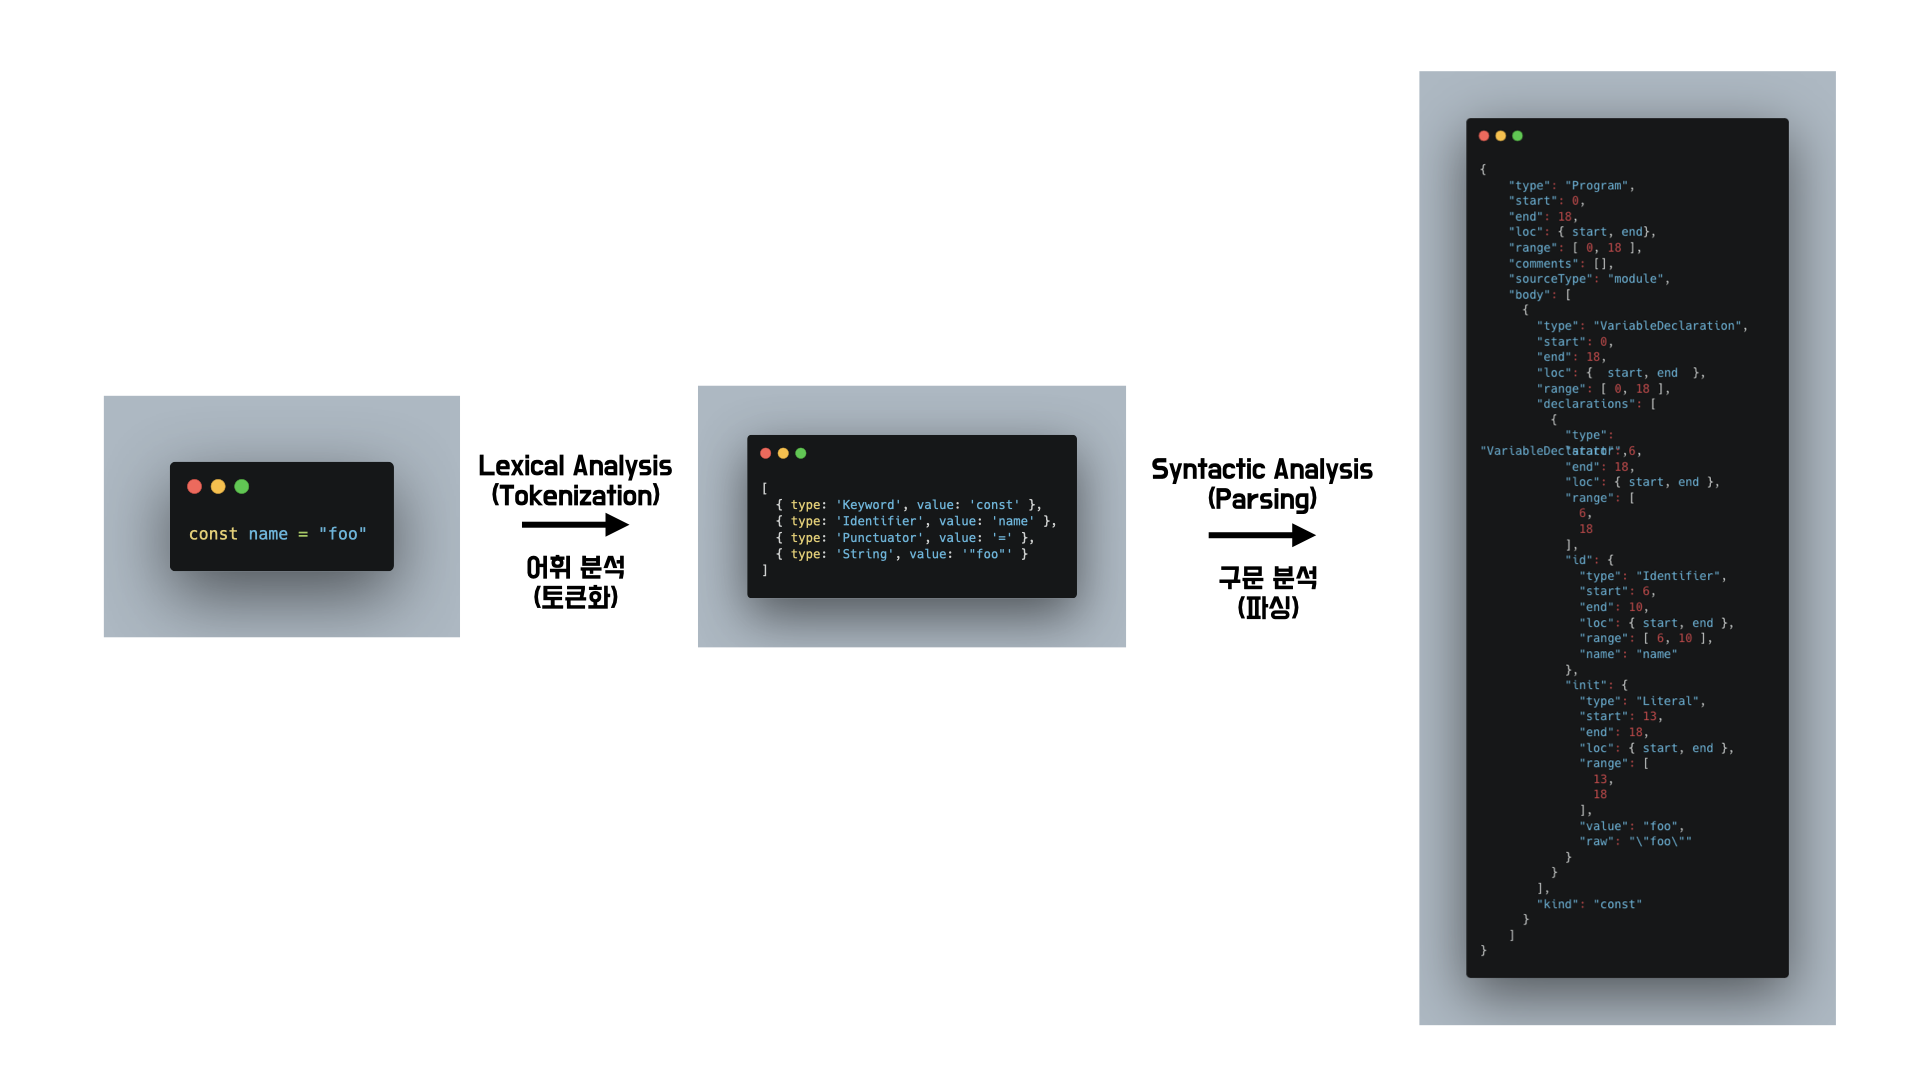 const name = "foo"
Lexical Analysis
(Tokenization)
어휘 분석
(토큰화)
[
  { type: 'Keyword', value: 'const' },
  { type: 'Identifier', value: 'name' },
  { type: 'Punctuator', value: '=' },
  { type: 'String', value: '"foo"' }
]
Syntactic Analysis
(Parsing)
구문 분석
(파싱)
{
    "type": "Program",
    "start": 0,
    "end": 18,
    "loc": { start, end},
    "range": [ 0, 18 ],
    "comments": [],
    "sourceType": "module",
    "body": [
      {
        "type": "VariableDeclaration",
        "start": 0,
        "end": 18,
        "loc": {  start, end  },
        "range": [ 0, 18 ],
        "declarations": [
          {
            "type":
"VariableDeclarator",
            "start": 6,
            "end": 18,
            "loc": { start, end },
            "range": [
              6,
              18
            ],
            "id": {
              "type": "Identifier",
              "start": 6,
              "end": 10,
              "loc": { start, end },
              "range": [ 6, 10 ],
              "name": "name"
            },
            "init": {
              "type": "Literal",
              "start": 13,
              "end": 18,
              "loc": { start, end },
              "range": [
                13,
                18
              ],
              "value": "foo",
              "raw": "\"foo\""
            }
          }
        ],
        "kind": "const"
      }
    ]
}